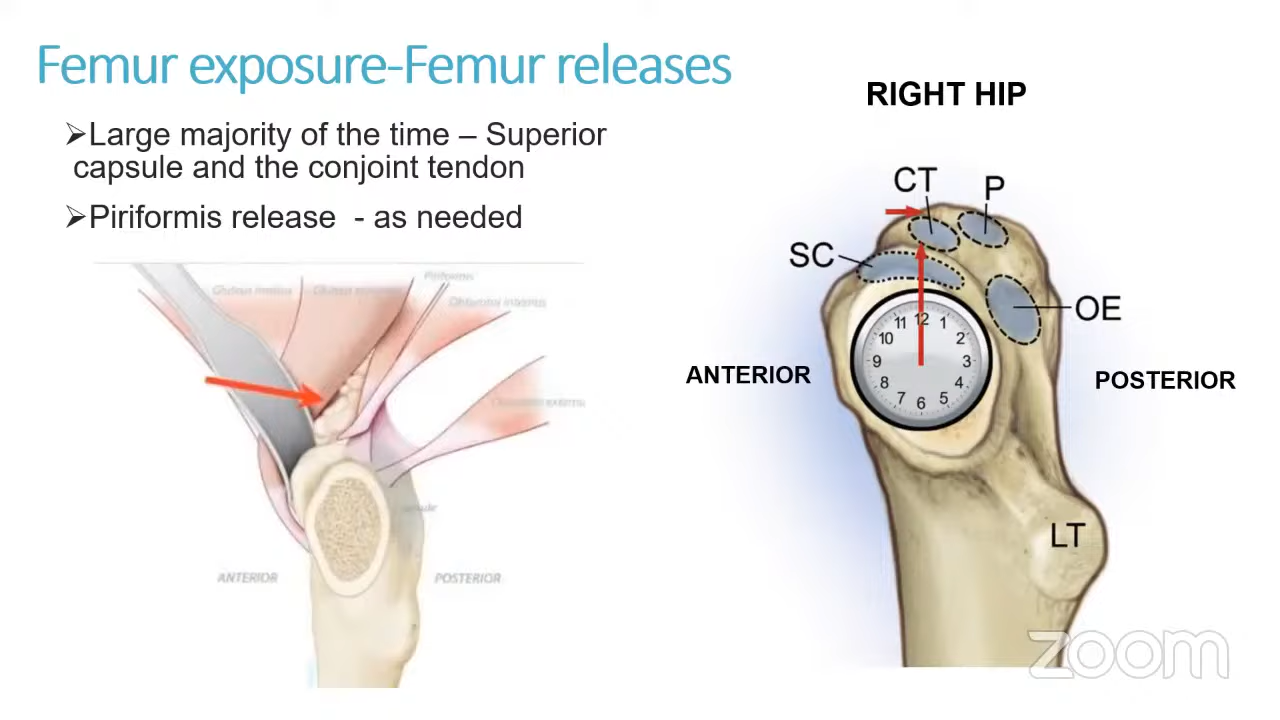 Femur exposure-Femur releases
➢Large majority of the time – Superior
capsule and the conjoint tendon
➢Piriformis release - as needed
RIGHT HIP
Gluteus
Gluteus
Piriformis
Obturator internus
ANTERIOR
POSTERIOR
CT
P
SC
OE
11 12 1
10 2
9 3
8 4
7 6 5
ANTERIOR
POSTERIOR
LT
zoom